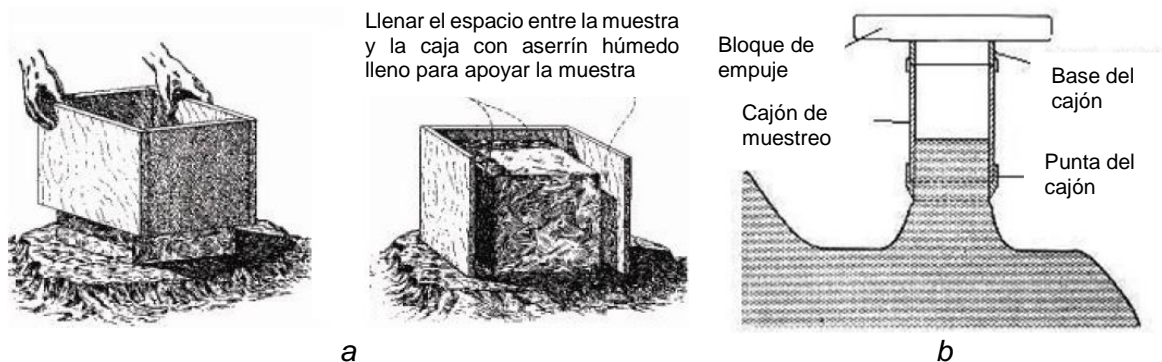 Llenar el espacio entre la muestra
y la caja con aserrín húmedo
lleno para apoyar la muestra
Bloque de
empuje
Cajón de
muestreo
Base del
cajón
Punta del
cajón
a
b